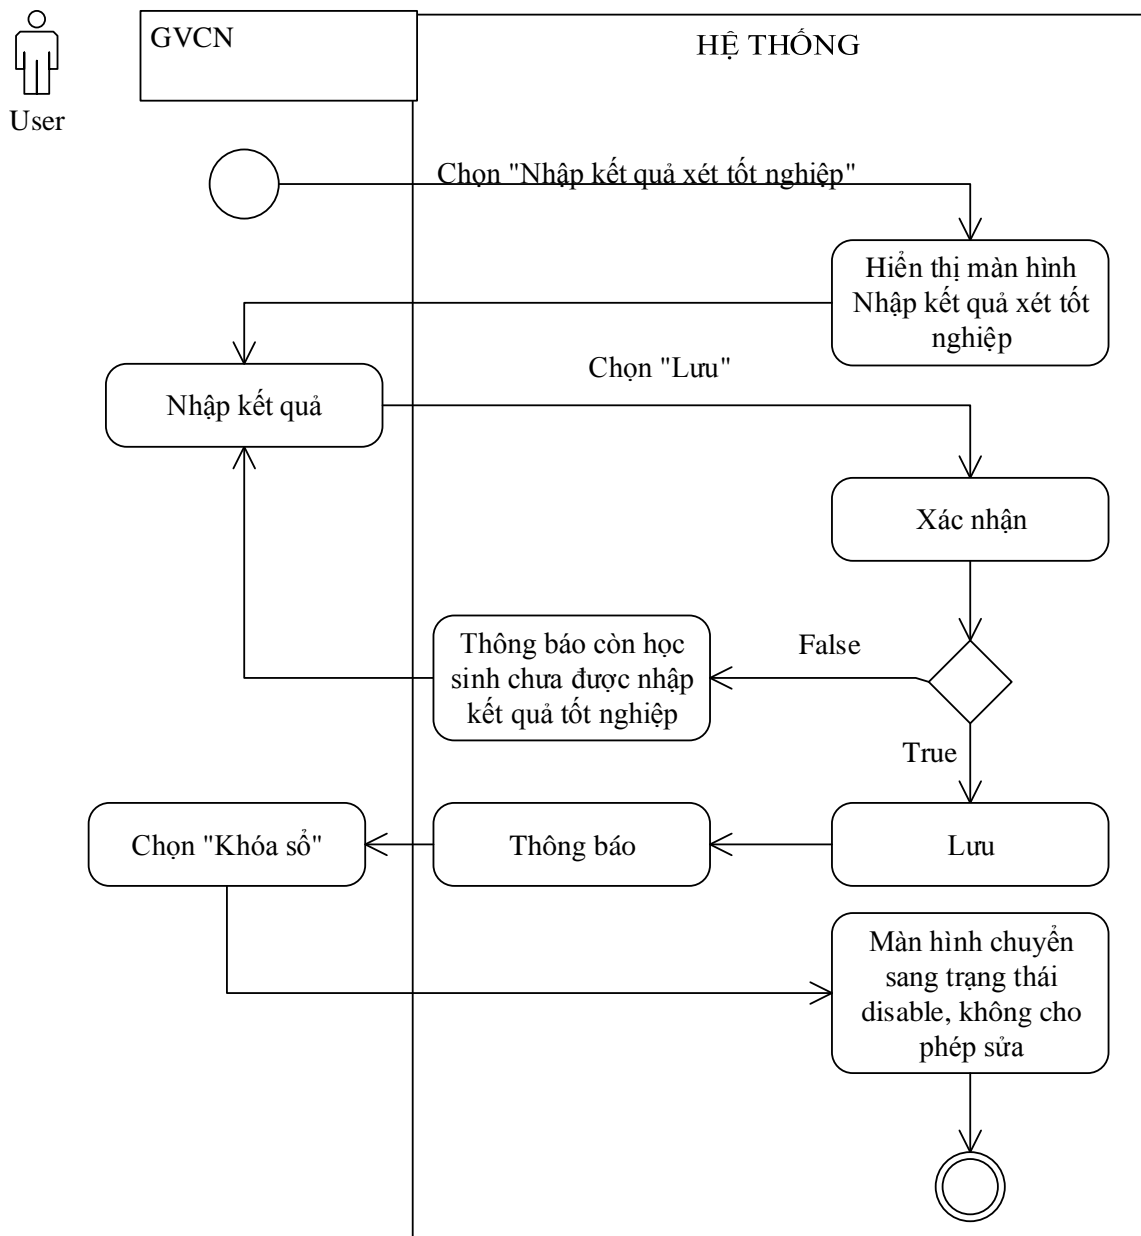 GVCN
HỆ THỐNG
User
Chọn "Nhập kết quả xét tốt nghiệp"
Hiển thị màn hình
Nhập kết quả xét tốt
nghiệp
Chọn "Lưu"
Nhập kết quả
Xác nhận
False
Thông báo còn học
sinh chưa được nhập
kết quả tốt nghiệp
True
Chọn "Khóa sổ"
Thông báo
Lưu
Màn hình chuyển
sang trạng thái
disable, không cho
phép sửa